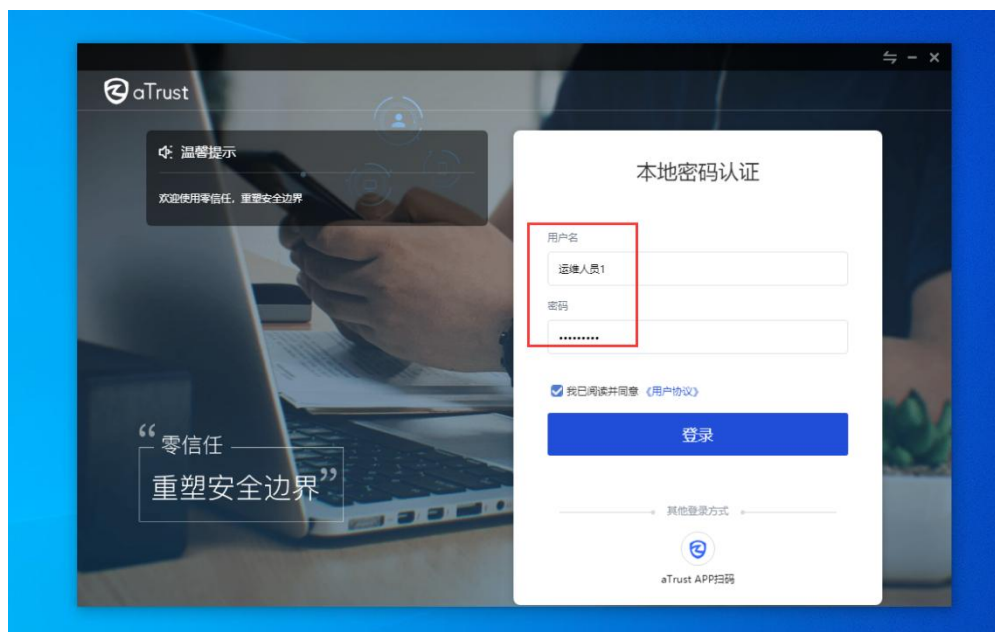 aTrust
温馨提示
欢迎使用零信任，重塑安全边界
“零信任
重塑安全边界”
本地密码认证
用户名
运维人员1
密码
•••••••••
我已阅读并同意《用户协议》
登录
其他登录方式
aTrust APP扫码